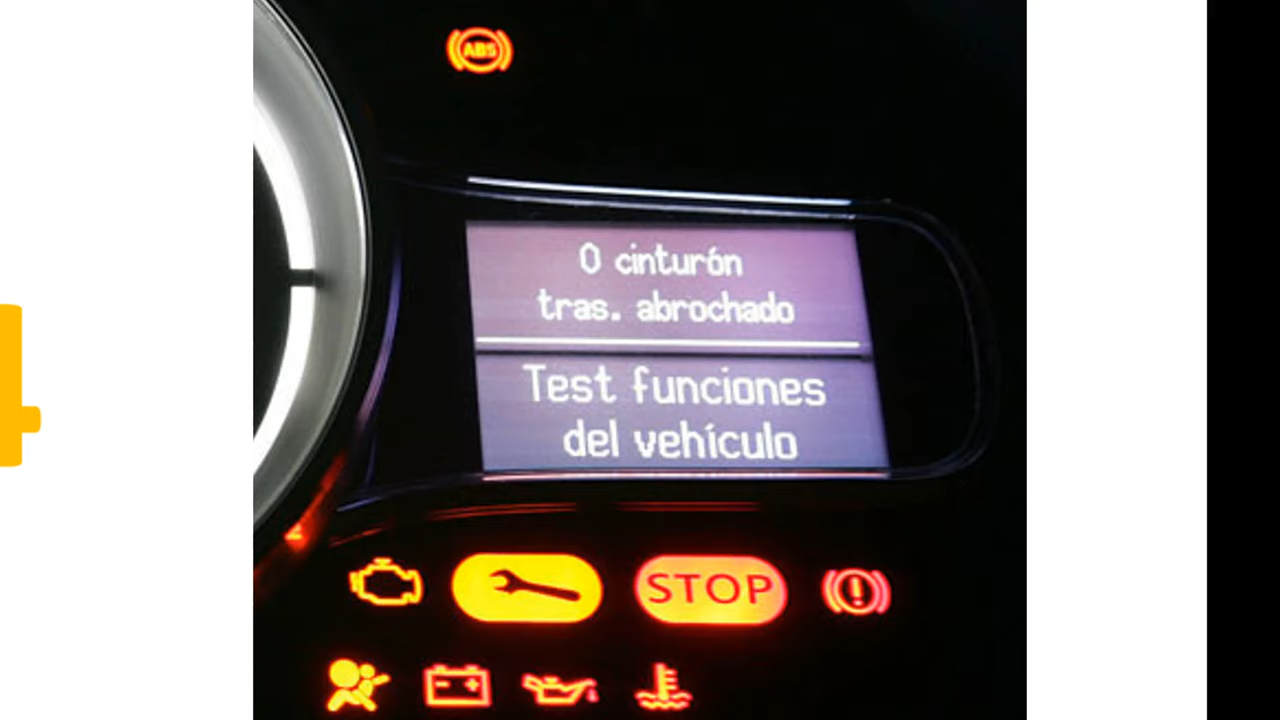 ABS
0 cinturón
tras. abrochado
Test funciones
del vehículo
STOP